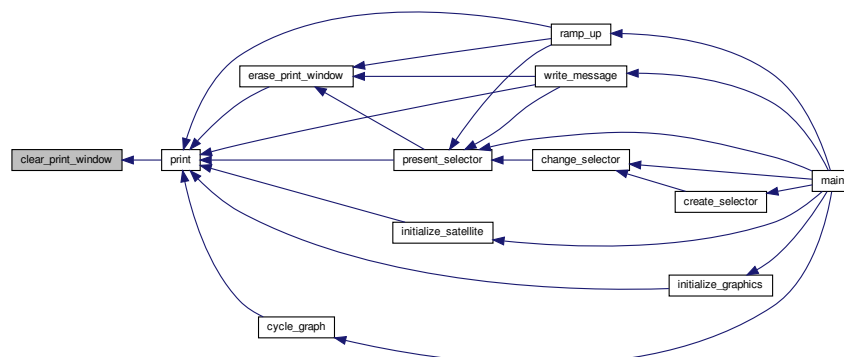 ramp_up
erase_print_window
write_message
clear_print_window
print
present_selector
change_selector
main
create_selector
initialize_satellite
initialize_graphics
cycle_graph